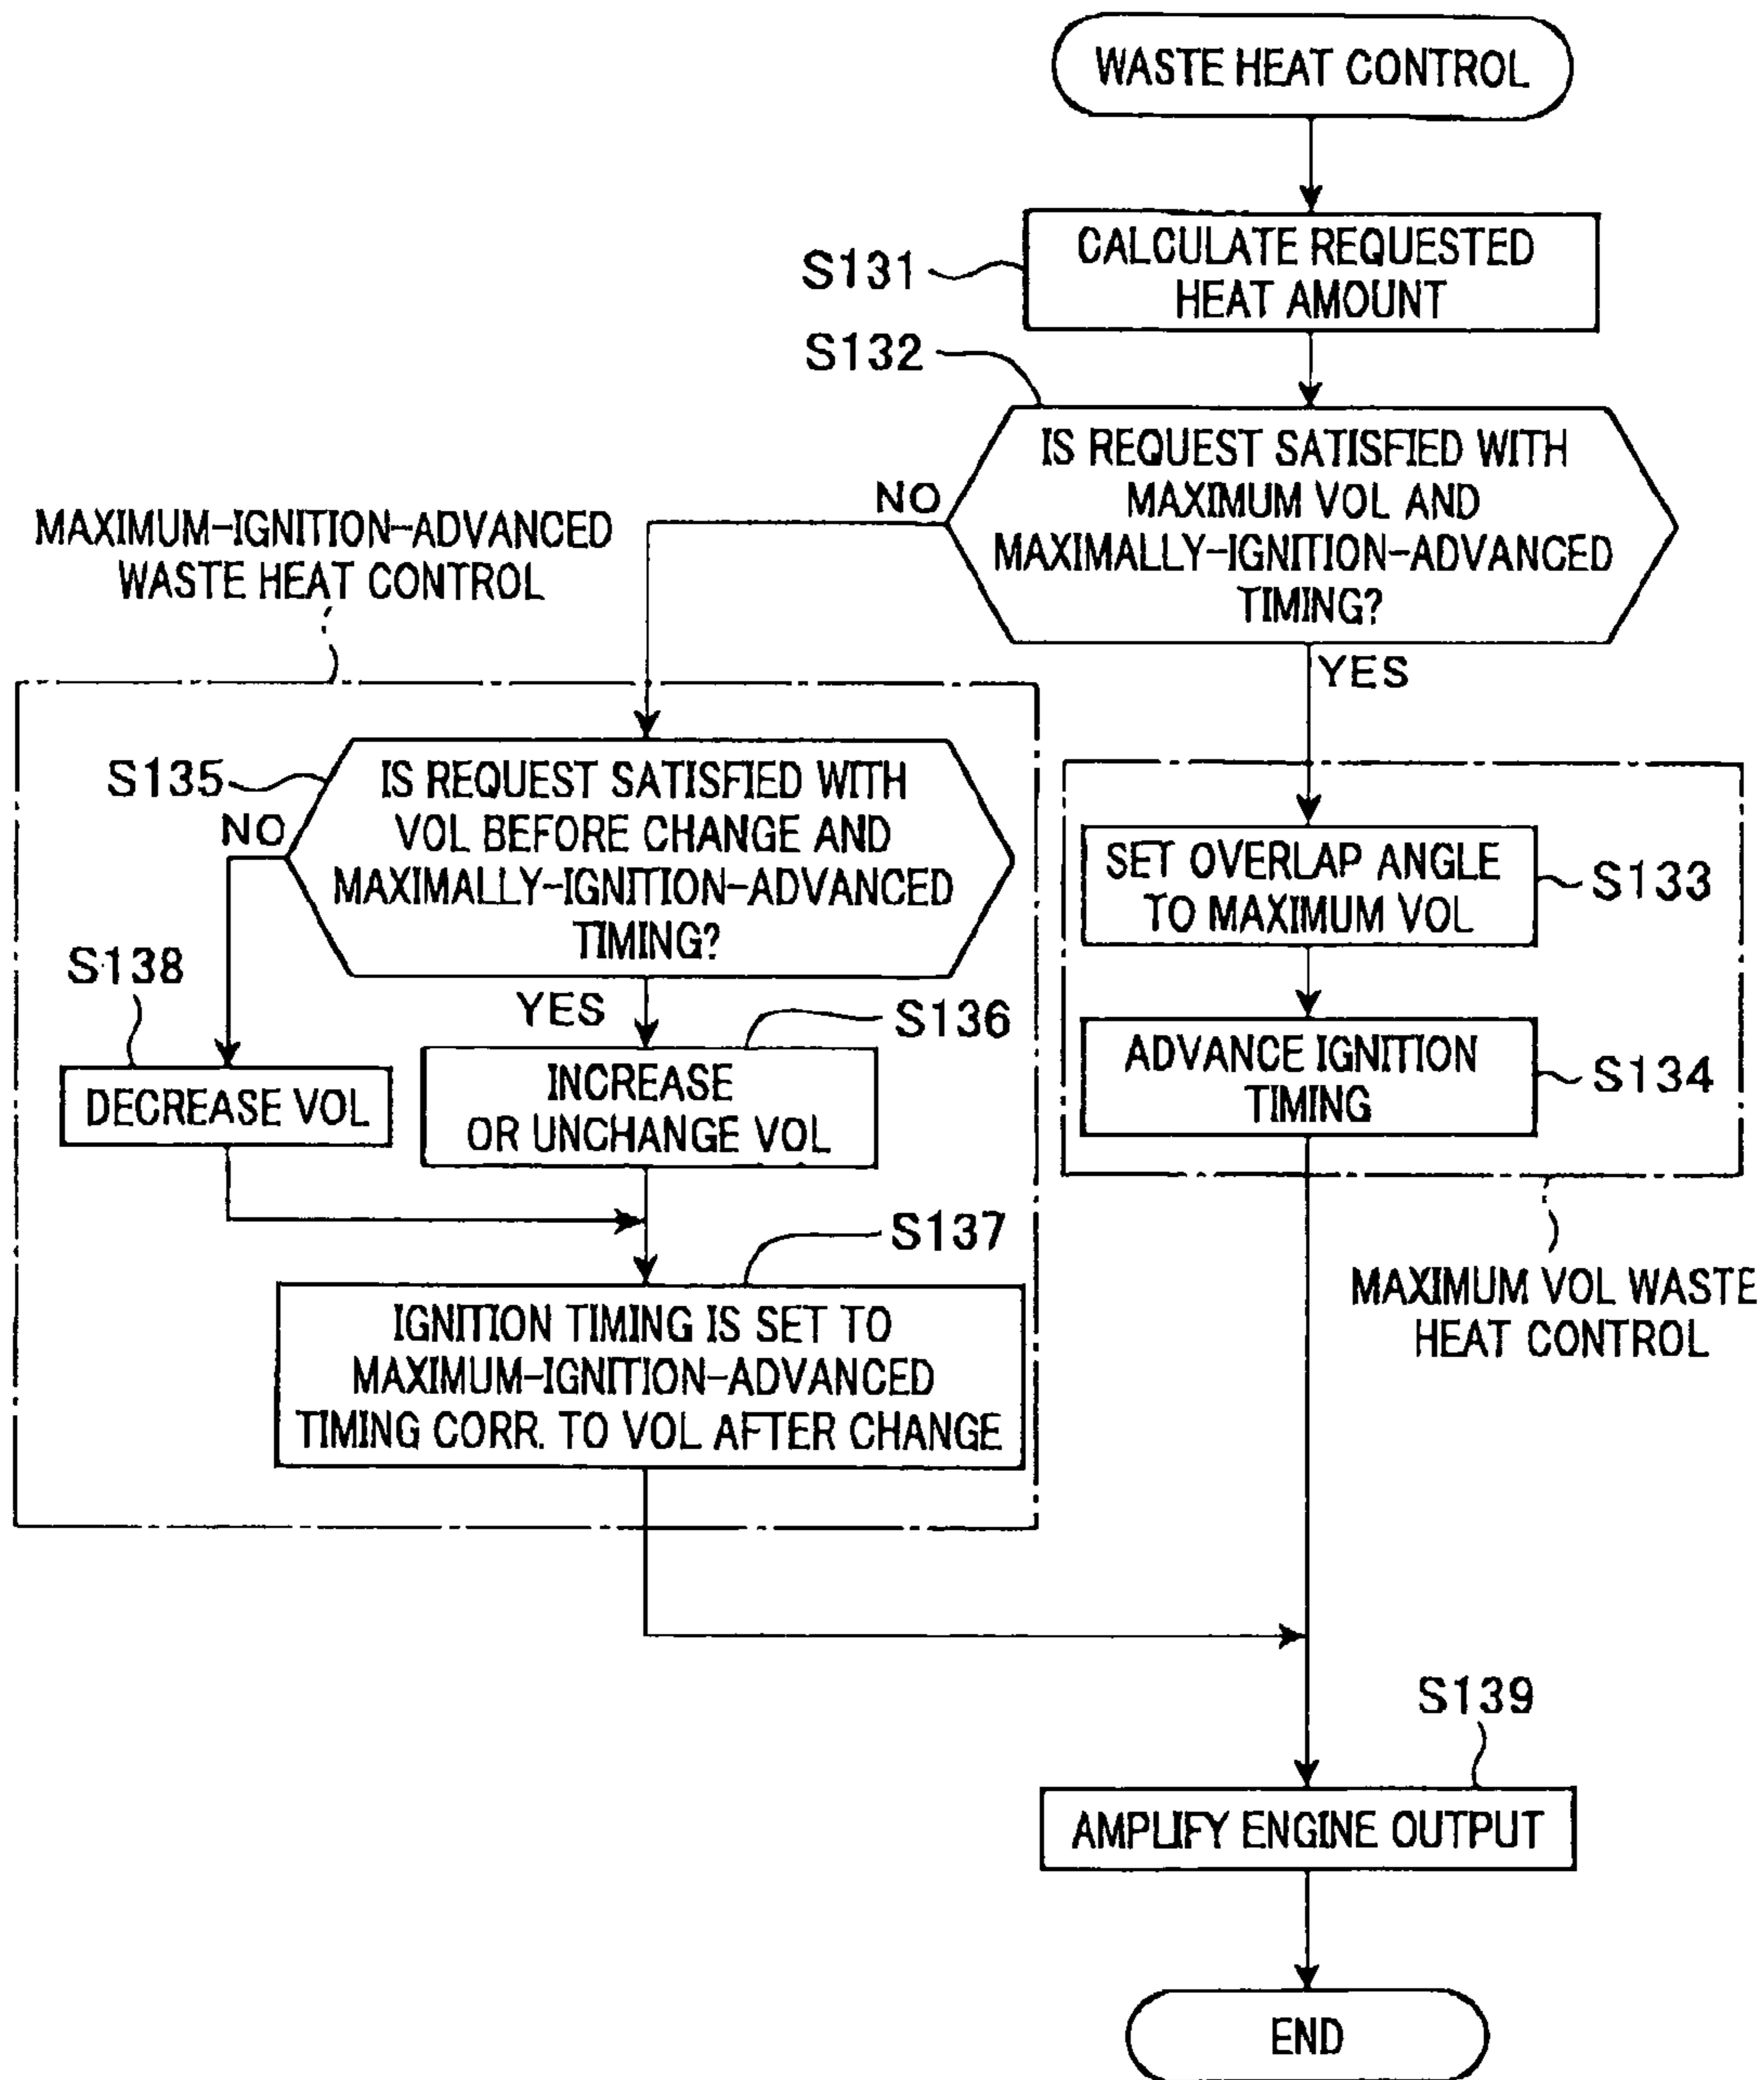 WASTE HEAT CONTROL
S131
CALCULATE REQUESTED
HEAT AMOUNT
S132
IS REQUEST SATISFIED WITH
MAXIMUM VOL AND
MAXIMALLY-IGNITION-ADVANCED
TIMING?
NO
YES
MAXIMUM-IGNITION-ADVANCED
WASTE HEAT CONTROL
S135
IS REQUEST SATISFIED WITH
VOL BEFORE CHANGE AND
MAXIMALLY-IGNITION-ADVANCED
TIMING?
NO
YES
S138
DECREASE VOL
S136
INCREASE
OR UNCHANGE VOL
S137
IGNITION TIMING IS SET TO
MAXIMUM-IGNITION-ADVANCED
TIMING CORR. TO VOL AFTER CHANGE
SET OVERLAP ANGLE
TO MAXIMUM VOL
S133
ADVANCE IGNITION
TIMING
S134
MAXIMUM VOL WASTE
HEAT CONTROL
S139
AMPLIFY ENGINE OUTPUT
END